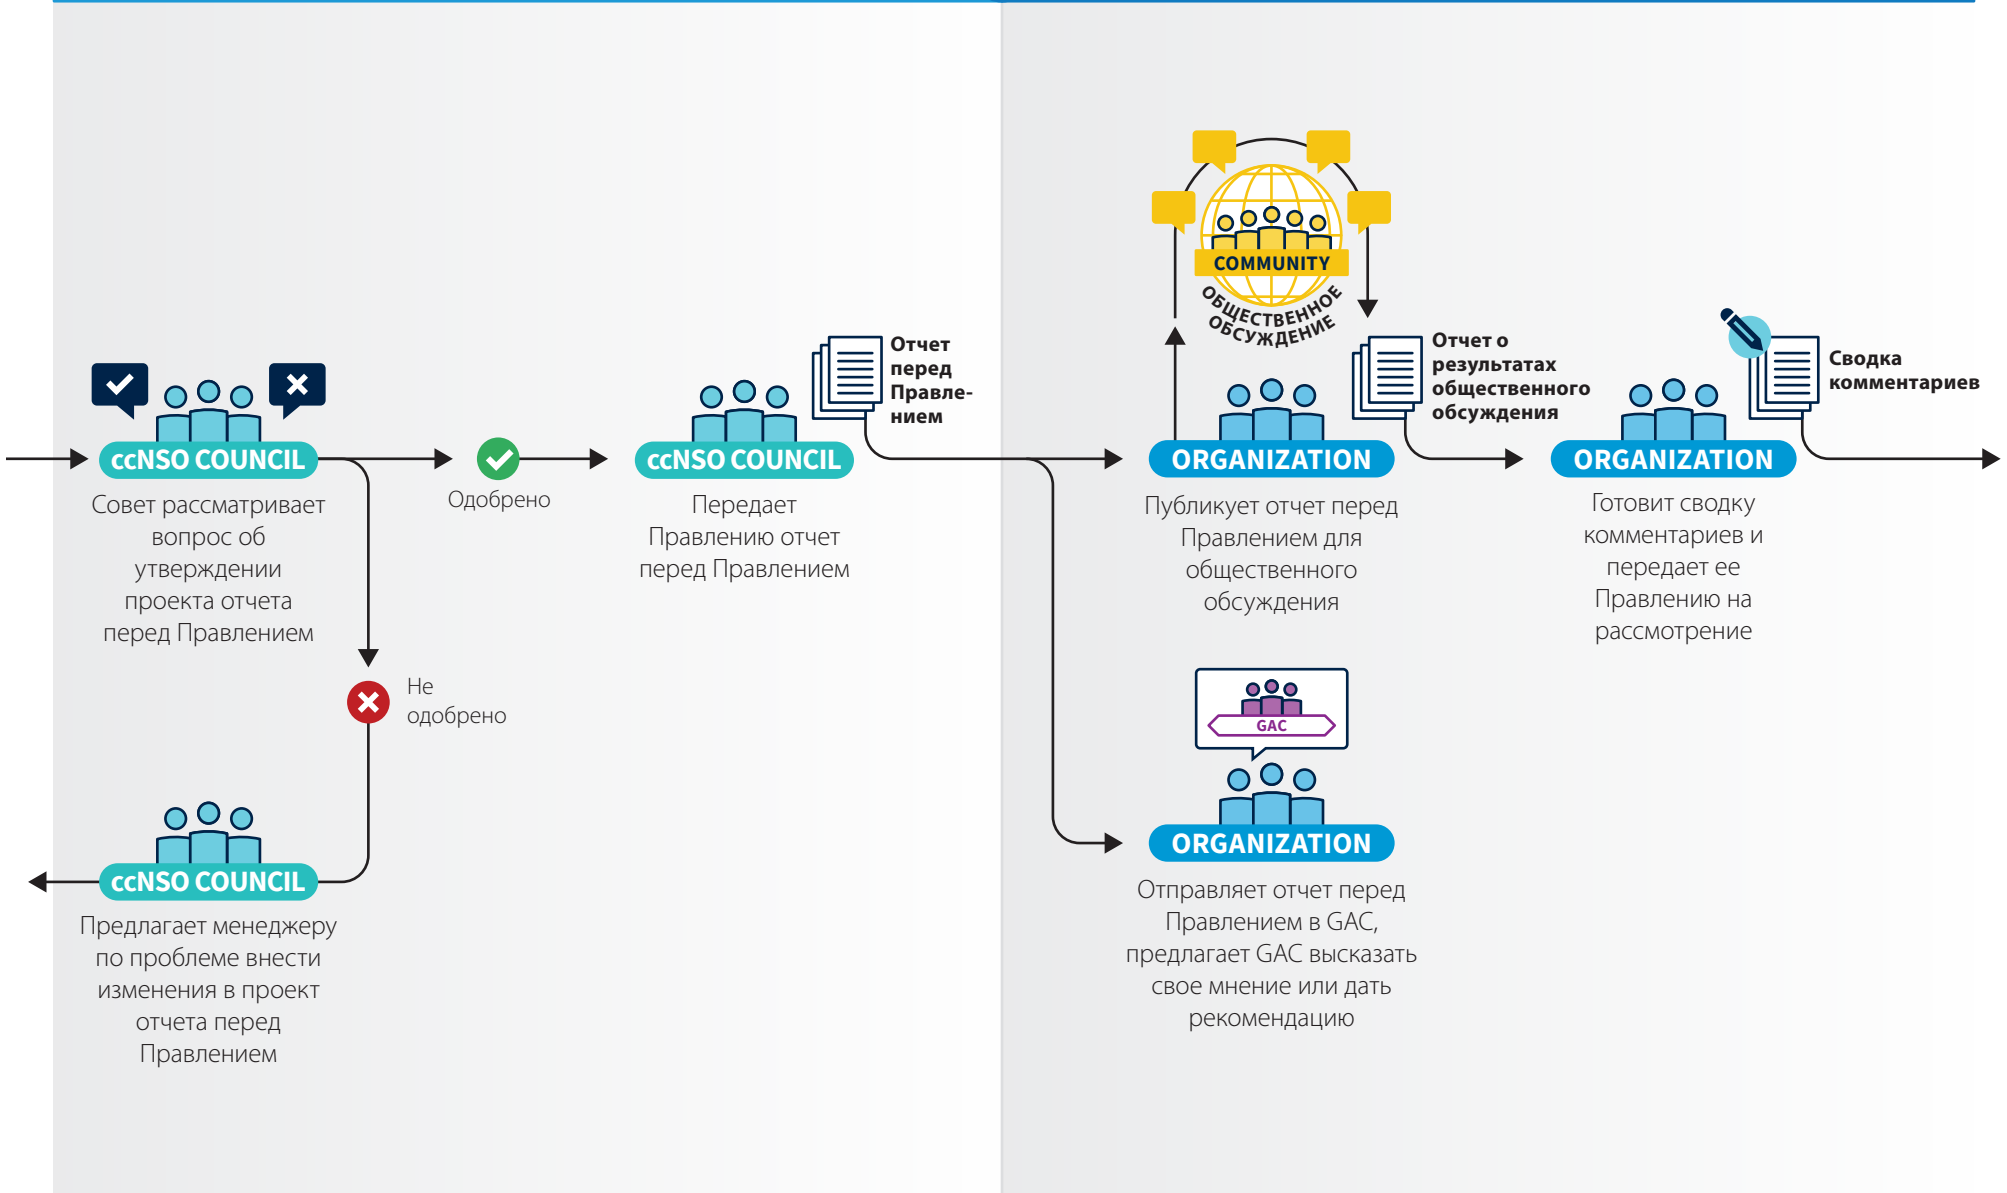 ccNSO COUNCIL
Совет рассматривает
вопрос об
утверждении
проекта отчета
перед Правлением
Одобрено
Не
одобрено
ccNSO COUNCIL
Предлагает менеджеру
по проблеме внести
изменения в проект
отчета перед
Правлением
ccNSO COUNCIL
Передает
Правлению отчет
перед Правлением
Отчет
перед
Правле-
нием
COMMUNITY
ОБЩЕСТВЕННОЕ
ОБСУЖДЕНИЕ
ORGANIZATION
Публикует отчет перед
Правлением для
общественного
обсуждения
Отчет о
результатах
общественного
обсуждения
GAC
ORGANIZATION
Отправляет отчет перед
Правлением в GAC,
предлагает GAC высказать
свое мнение или дать
рекомендацию
ORGANIZATION
Готовит сводку
комментариев и
передает ее
Правлению на
рассмотрение
Сводка
комментариев